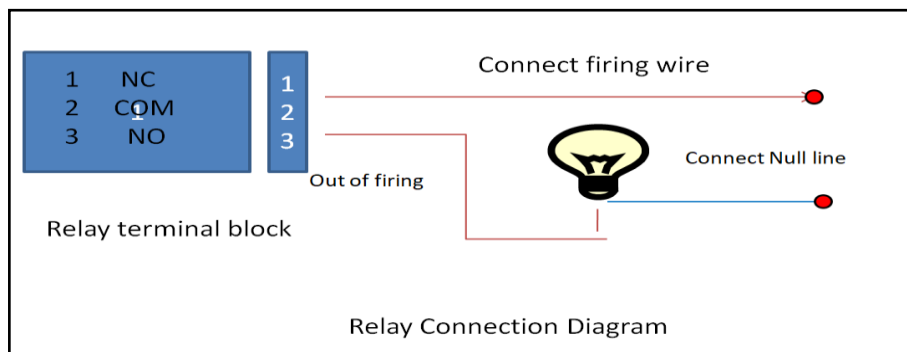 1 NC
2 COM
1
3 NO
1
2
3
Connect firing wire
Connect Null line
Out of firing
Relay terminal block
Relay Connection Diagram